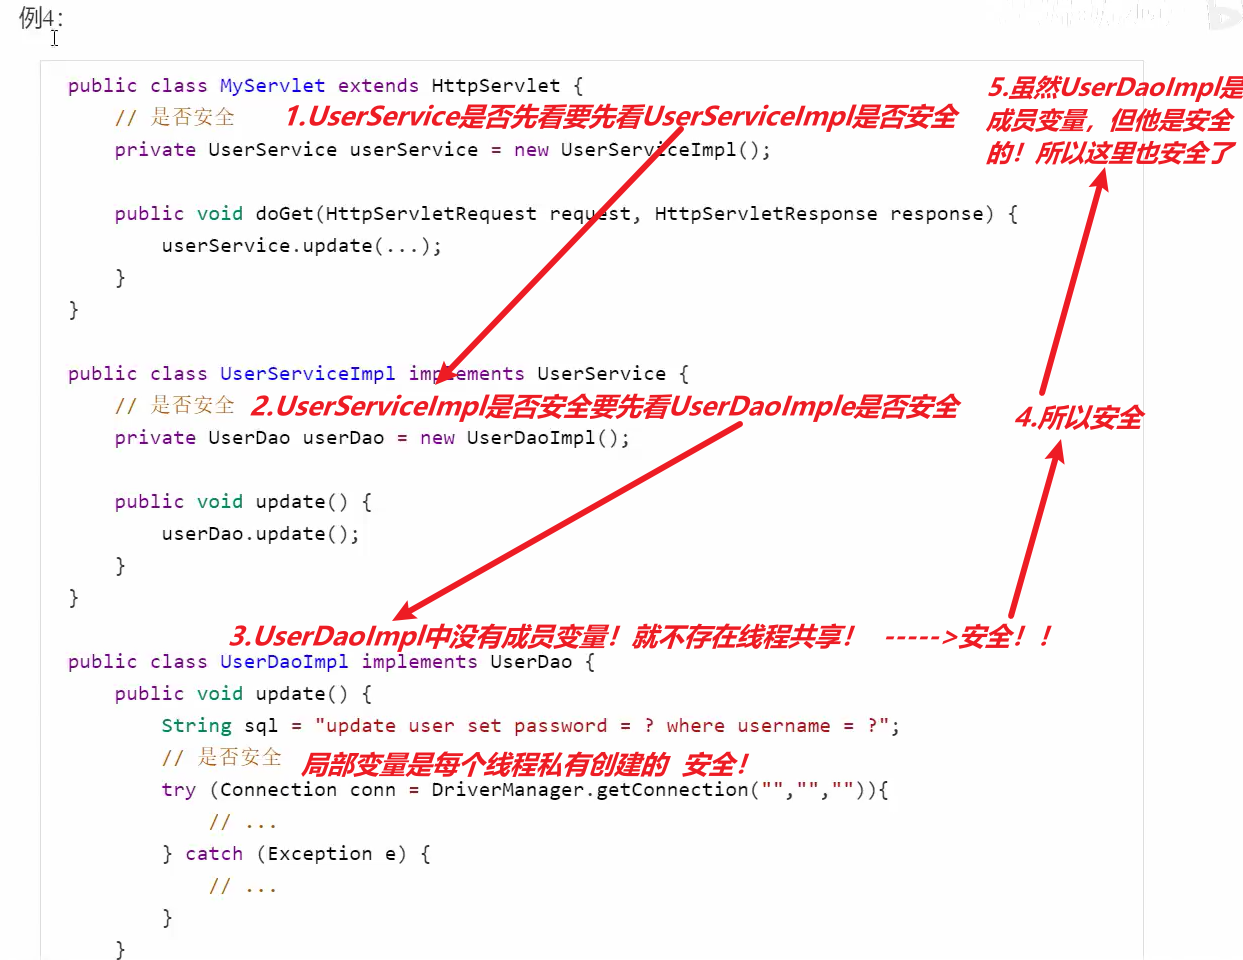 例4：
public class MyServlet extends HttpServlet {
// 是否安全 1.UserService是否先看要先看UserServiceImpl是否安全
private UserService userService = new UserServiceImpl();
5.虽然UserDaoImpl是
成员变量，但他是安全
的！所以这里也安全了
public void doGet(HttpServletRequest request, HttpServletResponse response) {
userService.update(...);
}
}
public class UserServiceImpl implements UserService {
// 是否安全 2.UserServiceImpl是否安全要先看UserDaoImple是否安全
4.所以安全
private UserDao userDao = new UserDaoImpl();
public void update() {
userDao.update();
}
}
3.UserDaoImpl中没有成员变量！就不存在线程共享！ ----->安全！！
public class UserDaoImpl implements UserDao {
public void update() {
String sql = "update user set password = ? where username = ?";
// 是否安全 局部变量是每个线程私有创建的 安全！
try (Connection conn = DriverManager.getConnection("","","")){
// ...
} catch (Exception e) {
// ...
}
}